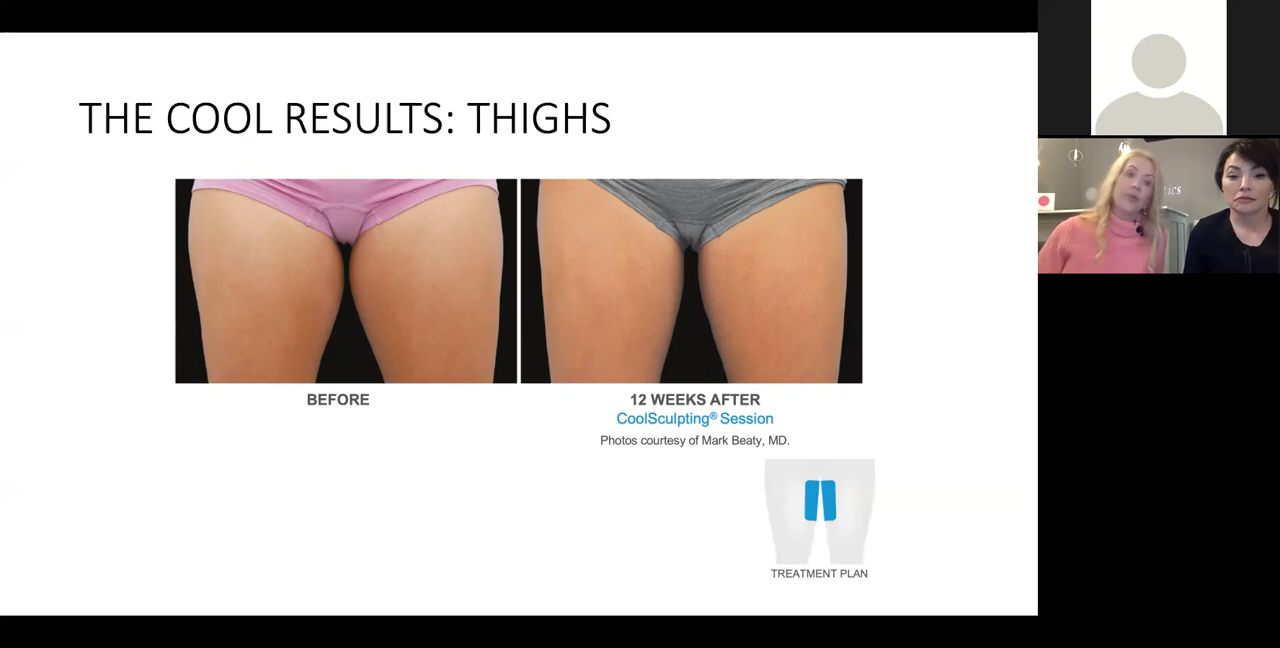 THE COOL RESULTS: THIGHS
BEFORE
12 WEEKS AFTER
CoolSculpting® Session
Photos courtesy of Mark Beaty, MD.
TREATMENT PLAN